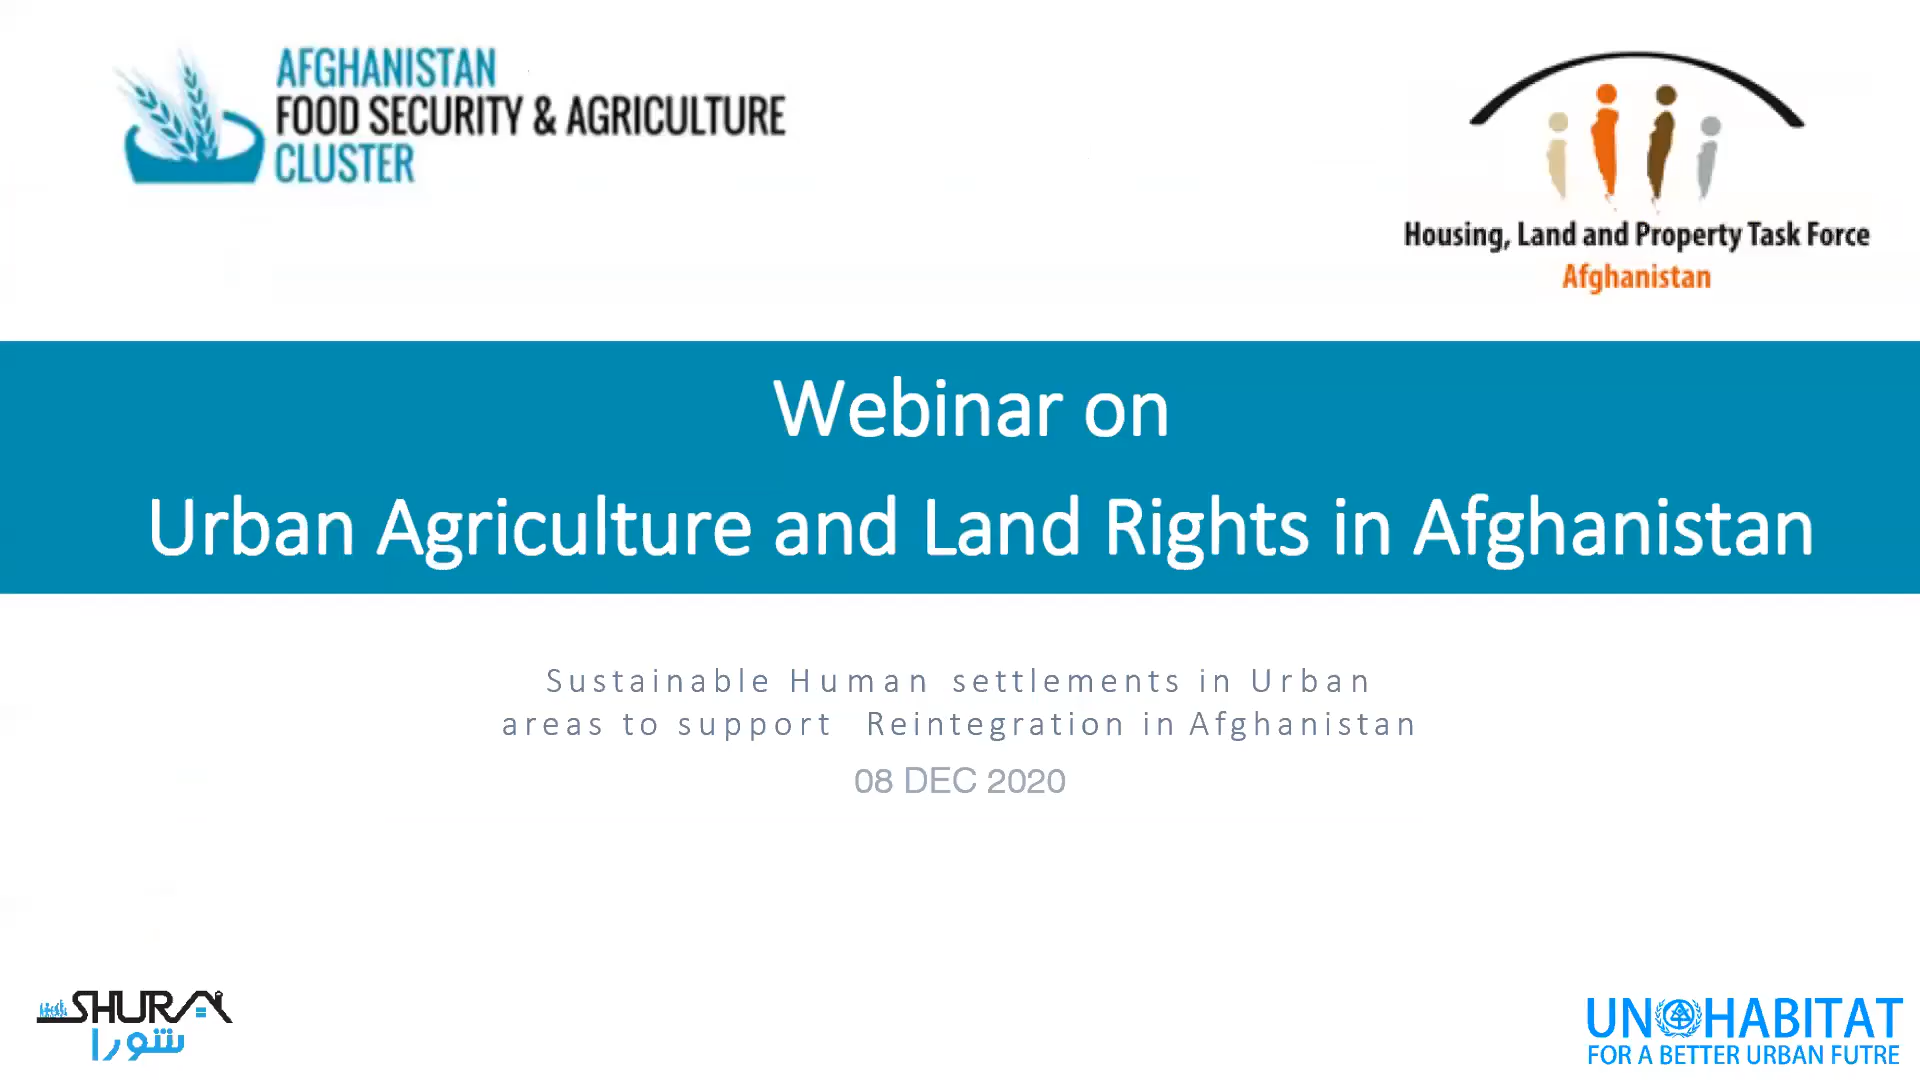 AFGHANISTAN
FOOD SECURITY & AGRICULTURE
CLUSTER
Housing, Land and Property Task Force
Afghanistan
Webinar on
Urban Agriculture and Land Rights in Afghanistan
Sustainable Human settlements in Urban
areas to support Reintegration in Afghanistan
08 DEC 2020
SHURA
شورا
UN HABITAT
FOR A BETTER URBAN FUTRE